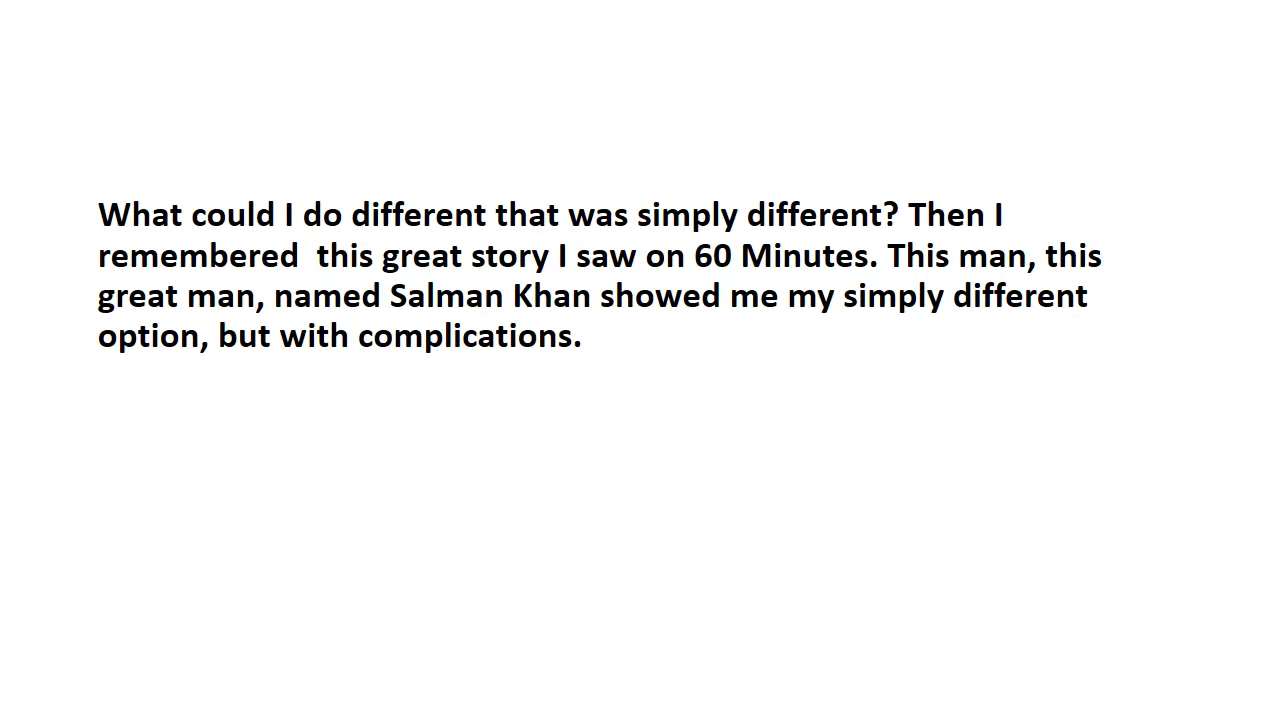 What could I do different that was simply different? Then I
remembered  this great story I saw on 60 Minutes. This man, this
great man, named Salman Khan showed me my simply different
option, but with complications.